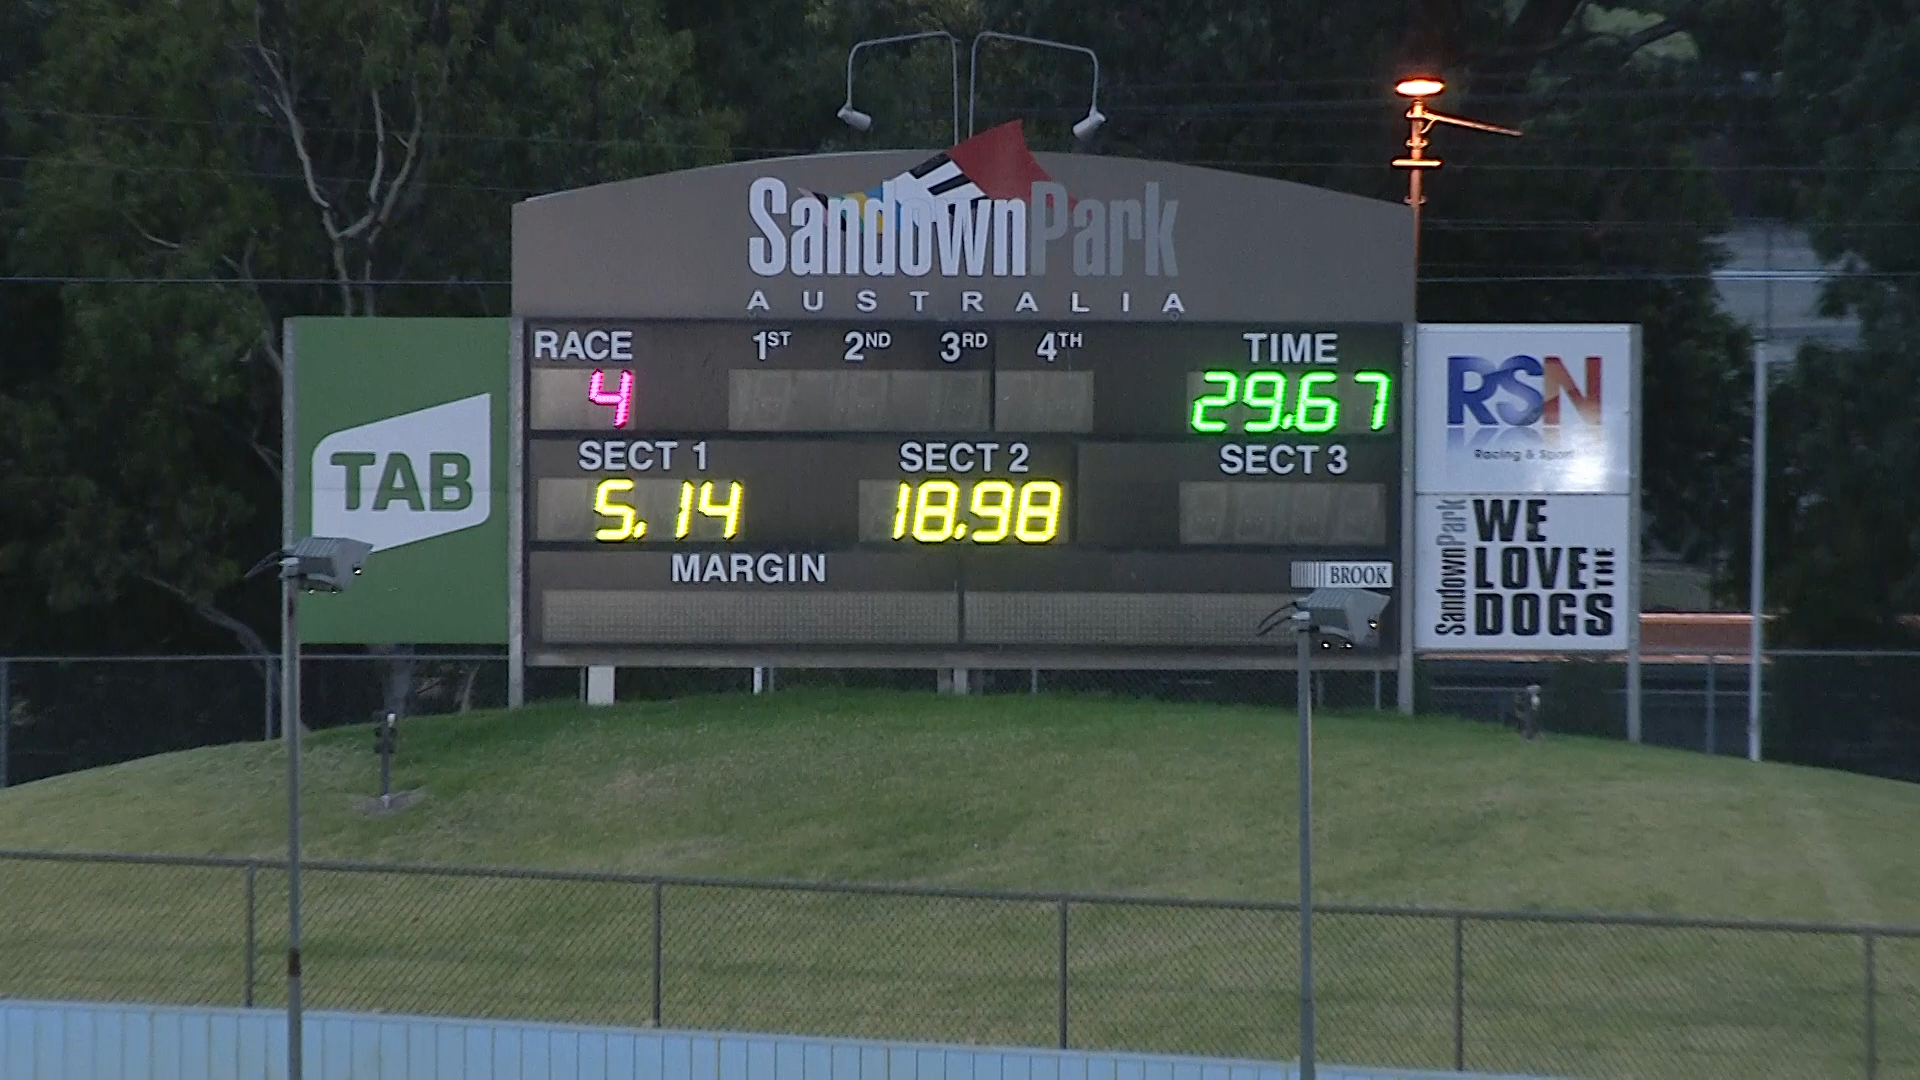 SandownPark
AUSTRALIA
RACE 1ST 2ND 3RD 4TH TIME
4 29.67
SECT 1 SECT 2 SECT 3
5.14 18.98
MARGIN
BROOK
TAB
RSN
Racing & Sport
SandownPark
WE
LOVE THE
DOGS